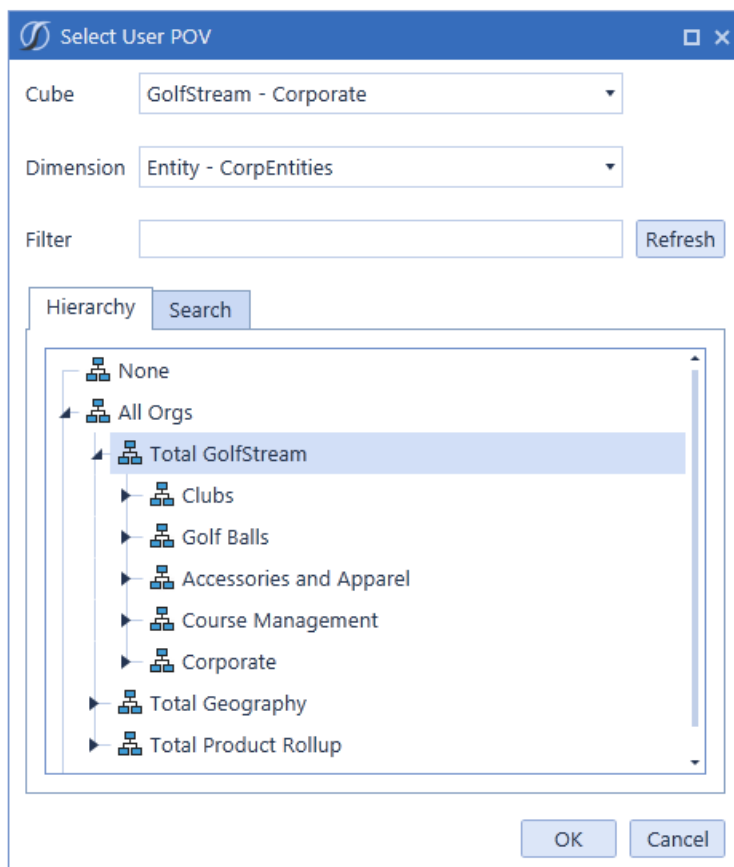 Select User POV
Cube GolfStream - Corporate
Dimension Entity - CorpEntities
Filter Refresh
Hierarchy Search
None
All Orgs
Total GolfStream
Clubs
Golf Balls
Accessories and Apparel
Course Management
Corporate
Total Geography
Total Product Rollup
OK Cancel